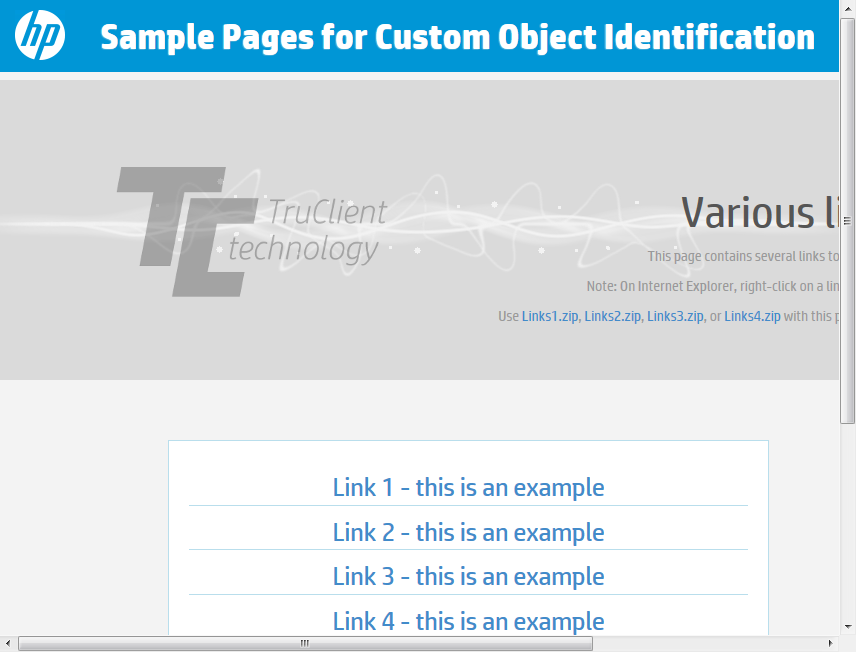 hp
Sample Pages for Custom Object Identification
TC
TruClient
technology
Various
This page contains several links to
Note: On Internet Explorer, right-click on a
Use Links1.zip, Links2.zip, Links3.zip, or Links4.zip with this
Link 1 - this is an example
Link 2 - this is an example
Link 3 - this is an example
Link 4 - this is an example